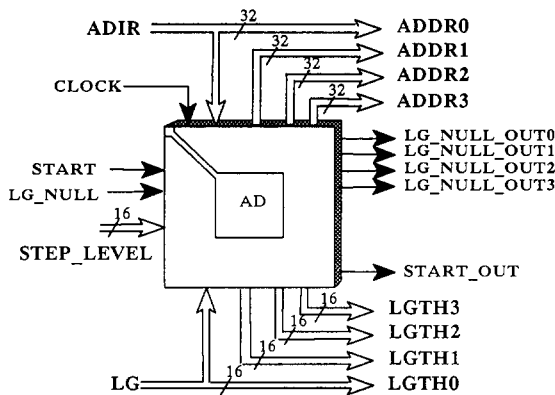 ADIR
32
ADDR0
32
ADDR1
32
ADDR2
32
ADDR3
CLOCK
LG_NULL_OUT0
LG_NULL_OUT1
LG_NULL_OUT2
LG_NULL_OUT3
START
LG_NULL
AD
16
STEP_LEVEL
START_OUT
16
LGTH3
16
LGTH2
16
LGTH1
LG
16
LGTH0